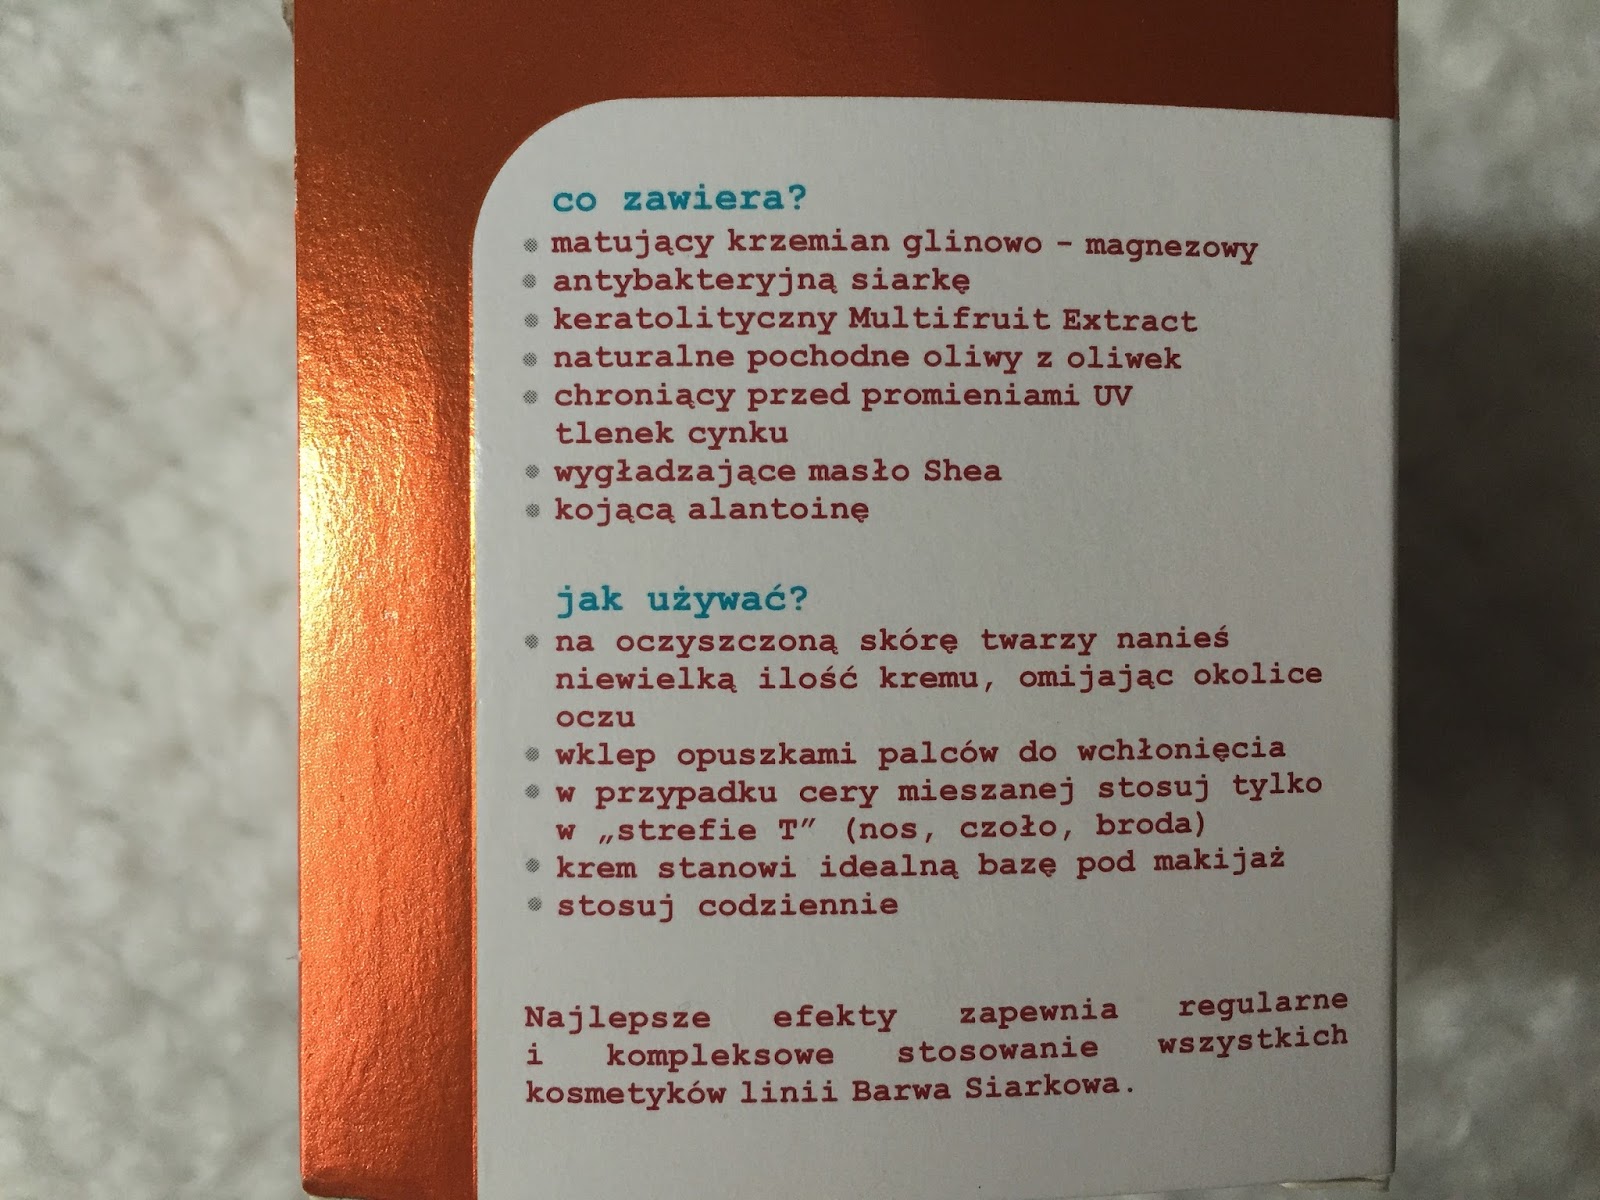 co zawiera?
matujący krzemian glinowo - magnezowy
antybakteryjną siarkę
keratolityczny Multifruit Extract
naturalne pochodne oliwy z oliwek
chroniący przed promieniami UV
tlenek cynku
wygładzające masło Shea
kojącą alantoinę
jak używać?
na oczyszczoną skórę twarzy nanieś
niewielką ilość kremu, omijając okolice
oczu
wklep opuszkami palców do wchłonięcia
w przypadku cery mieszanej stosuj tylko
w „strefie T” (nos, czoło, broda)
krem stanowi idealną bazę pod makijaż
stosuj codziennie
Najlepsze efekty zapewnia regularne
i kompleksowe stosowanie wszystkich
kosmetyków linii Barwa Siarkowa.